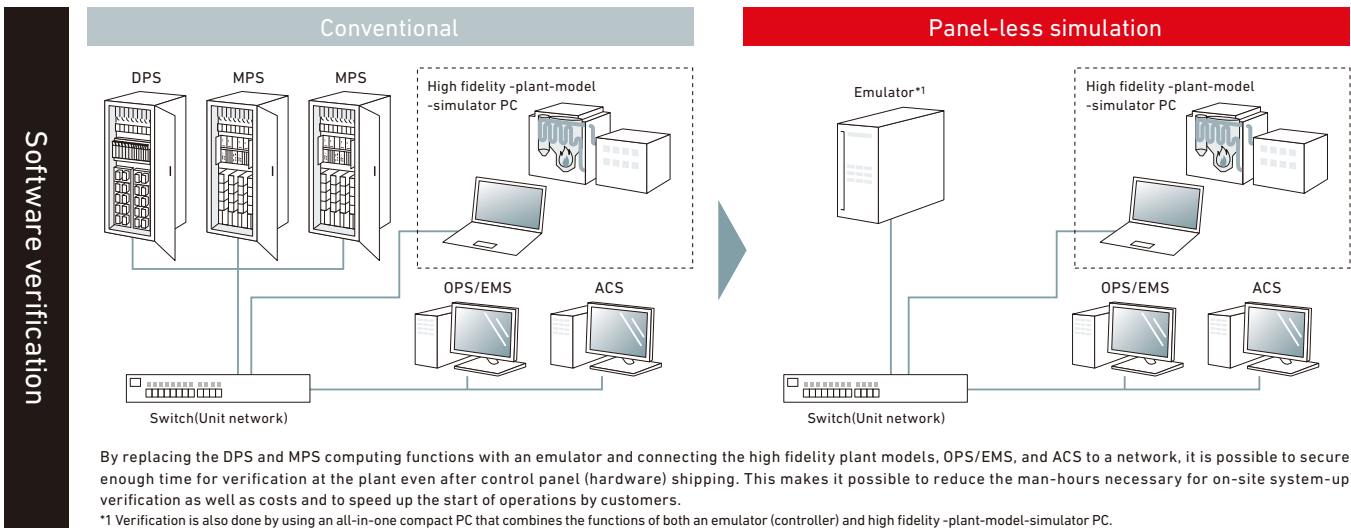 Software verification
Conventional
DPS
MPS
MPS
High fidelity -plant-model
-simulator PC
OPS/EMS
ACS
Switch(Unit network)
Panel-less simulation
Emulator*1
High fidelity -plant-model
-simulator PC
OPS/EMS
ACS
Switch(Unit network)
By replacing the DPS and MPS computing functions with an emulator and connecting the high fidelity plant models, OPS/EMS, and ACS to a network, it is possible to secure
enough time for verification at the plant even after control panel (hardware) shipping. This makes it possible to reduce the man-hours necessary for on-site system-up
verification as well as costs and to speed up the start of operations by customers.
*1 Verification is also done by using an all-in-one compact PC that combines the functions of both an emulator (controller) and high fidelity -plant-model-simulator PC.